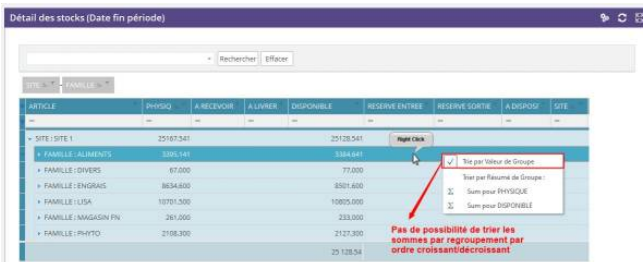 Détail des stocks (Date fin période)
Rechercher Effacer
SITE FAMILLE
ARTICLE PHYSIQ A RECEVOIR A LIVRER DISPONIBLE RESERVE ENTREE RESERVE SORTIE A DISPOSI SITE
SITE : SITE 1 25167,541 25128,541
Right Click
FAMILLE : ALIMENTS 3395,141 3384,641
Trie par Valeur de Groupe
FAMILLE : DIVERS 67,000 77,000
Trier par Résumé de Groupe :
FAMILLE : ENGRAIS 8634,600 8501,600
Σ Sum pour PHYSIQUE
FAMILLE : LISA 10701,500 10805,000
Σ Sum pour DISPONIBLE
FAMILLE : MAGASIN PN 261,000 233,000
FAMILLE : PHYTO 2108,300 2127,300
Pas de possibilité de trier les
sommes par regroupement par
ordre croissant/décroissant
25 128.54